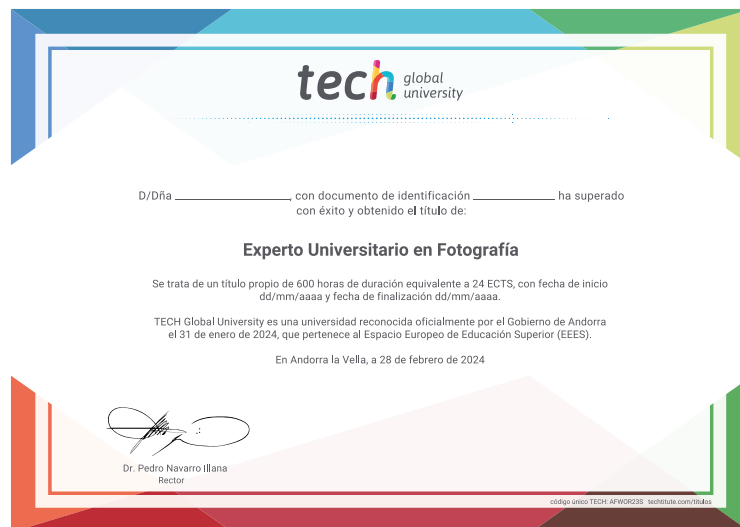 tech global
university
D/Dña ____________________, con documento de identificación ______________ ha superado
con éxito y obtenido el título de:
Experto Universitario en Fotografía
Se trata de un título propio de 600 horas de duración equivalente a 24 ECTS, con fecha de inicio
dd/mm/aaaa y fecha de finalización dd/mm/aaaa.
TECH Global University es una universidad reconocida oficialmente por el Gobierno de Andorra
el 31 de enero de 2024, que pertenece al Espacio Europeo de Educación Superior (EEES).
En Andorra la Vella, a 28 de febrero de 2024
Dr. Pedro Navarro Illana
Rector
código único TECH: AFWOR23S techtitute.com/titulos